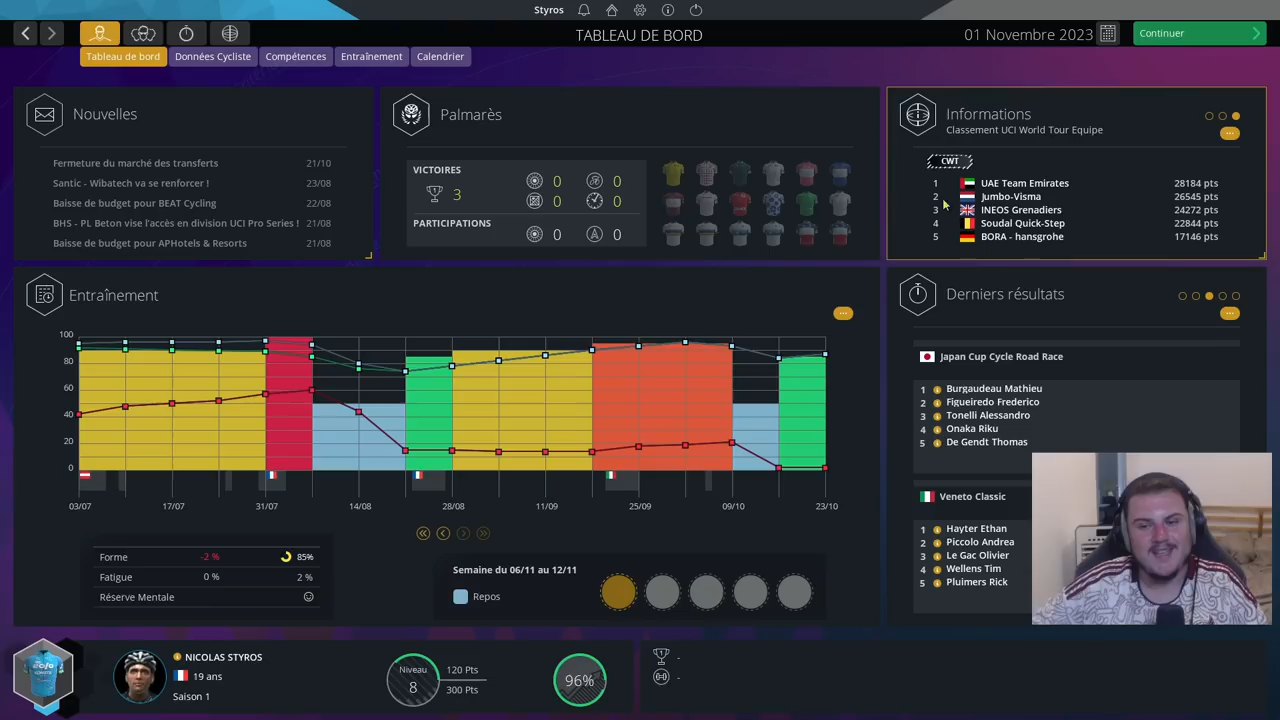 Styros
TABLEAU DE BORD
01 Novembre 2023
Continuer
Tableau de bord
Données Cycliste
Compétences
Entraînement
Calendrier
Nouvelles
Fermeture du marché des transferts 21/10
Santic - Wibatech va se renforcer ! 23/08
Baisse de budget pour BEAT Cycling 22/08
BHS - PL Beton vise l'accès en division UCI Pro Series ! 21/08
Baisse de budget pour APHotels & Resorts 21/08
Palmarès
VICTOIRES
3
0 0
0 0
PARTICIPATIONS
0 0
Informations
Classement UCI World Tour Equipe
CWT
1 UAE Team Emirates 28184 pts
2 Jumbo-Visma 26545 pts
3 INEOS Grenadiers 24272 pts
4 Soudal Quick-Step 22844 pts
5 BORA - hansgrohe 17146 pts
Entraînement
100
80
60
40
20
0
03/07 17/07 31/07 14/08 28/08 11/09 25/09 09/10 23/10
Forme -2 % 85%
Fatigue 0 % 2 %
Réserve Mentale
Semaine du 06/11 au 12/11
Repos
Derniers résultats
Japan Cup Cycle Road Race
1 Burgaudeau Mathieu
2 Figueiredo Frederico
3 Tonelli Alessandro
4 Onaka Riku
5 De Gendt Thomas
Veneto Classic
1 Hayter Ethan
2 Piccolo Andrea
3 Le Gac Olivier
4 Wellens Tim
5 Pluimers Rick
NICOLAS STYROS
19 ans
Saison 1
Niveau
8
120 Pts
300 Pts
96%
-
-